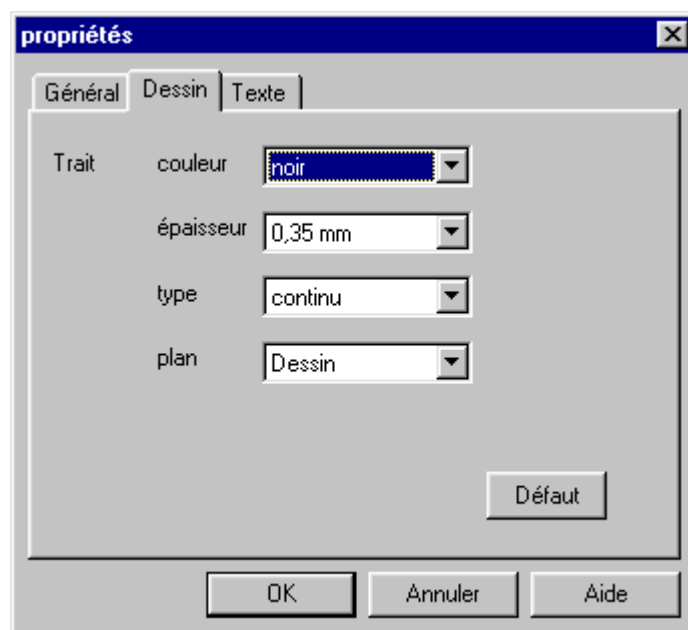 propriétés
Général Dessin Texte
Trait couleur noir
épaisseur 0,35 mm
type continu
plan Dessin
Défaut
OK Annuler Aide